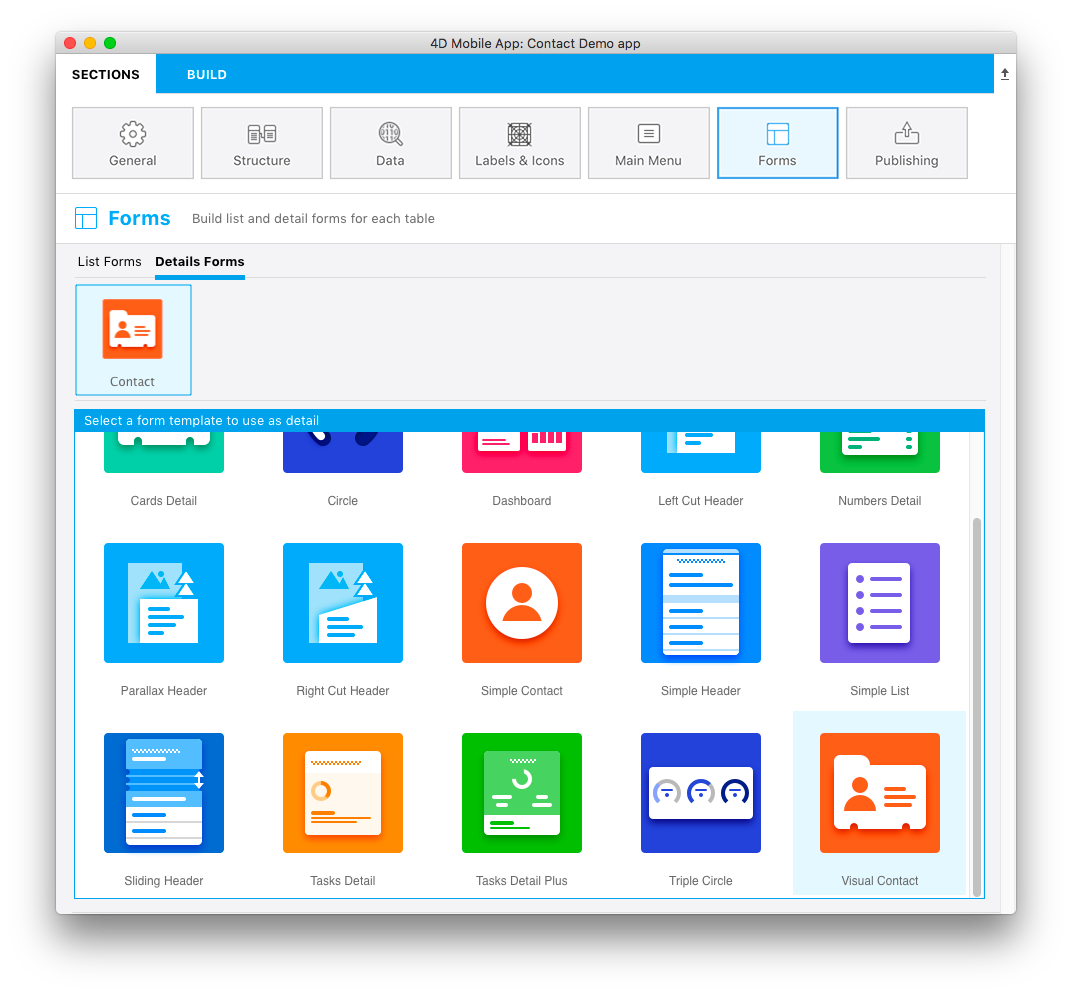 4D Mobile App: Contact Demo app
SECTIONS
BUILD
General
Structure
Data
Labels & Icons
Main Menu
Forms
Publishing
Forms
Build list and detail forms for each table
List Forms
Details Forms
Contact
Select a form template to use as detail
Cards Detail
Circle
Dashboard
Left Cut Header
Numbers Detail
Parallax Header
Right Cut Header
Simple Contact
Simple Header
Simple List
Sliding Header
Tasks Detail
Tasks Detail Plus
Triple Circle
Visual Contact